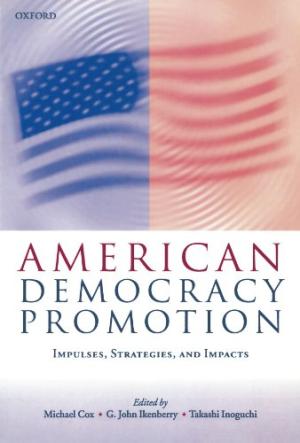 OXFORD
AMERICAN
DEMOCRACY
PROMOTION
IMPULSES, STRATEGIES, AND IMPACTS
Edited by
Michael Cox • G. John Ikenberry • Takashi Inoguchi